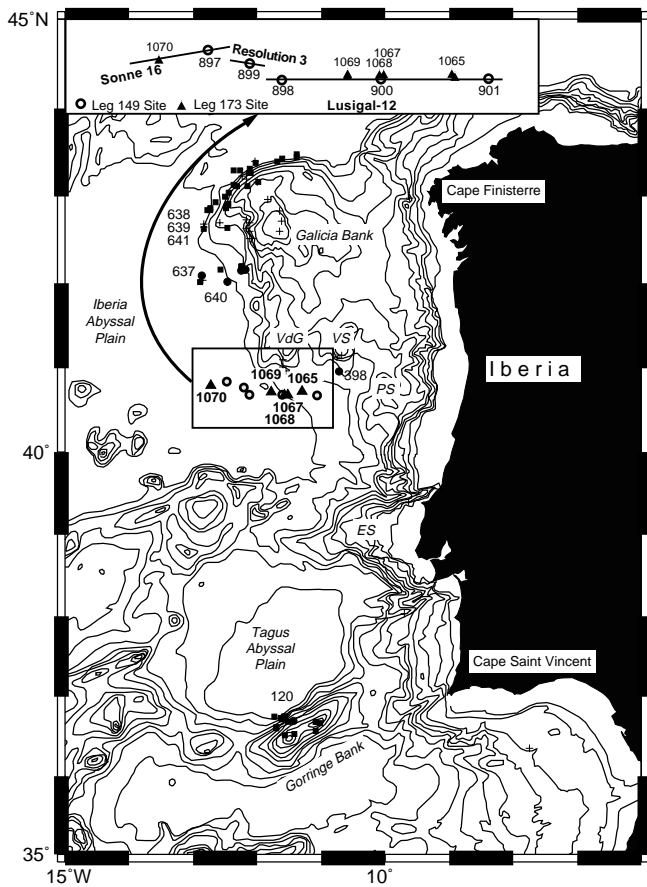 45˚N
1070
Resolution 3
1067
1069
1068
1065
Sonne 16
897
899
898
900
901
Leg 149 Site
Leg 173 Site
Lusigal-12
Cape Finisterre
638
639
641
Galicia Bank
637
640
Iberia
Abyssal
Plain
VdG
VS
Iberia
1069
1065
398
PS
1070
1067
1068
40˚
ES
Tagus
Abyssal
Plain
Cape Saint Vincent
120
Gorringe Bank
35˚
15˚W
10˚